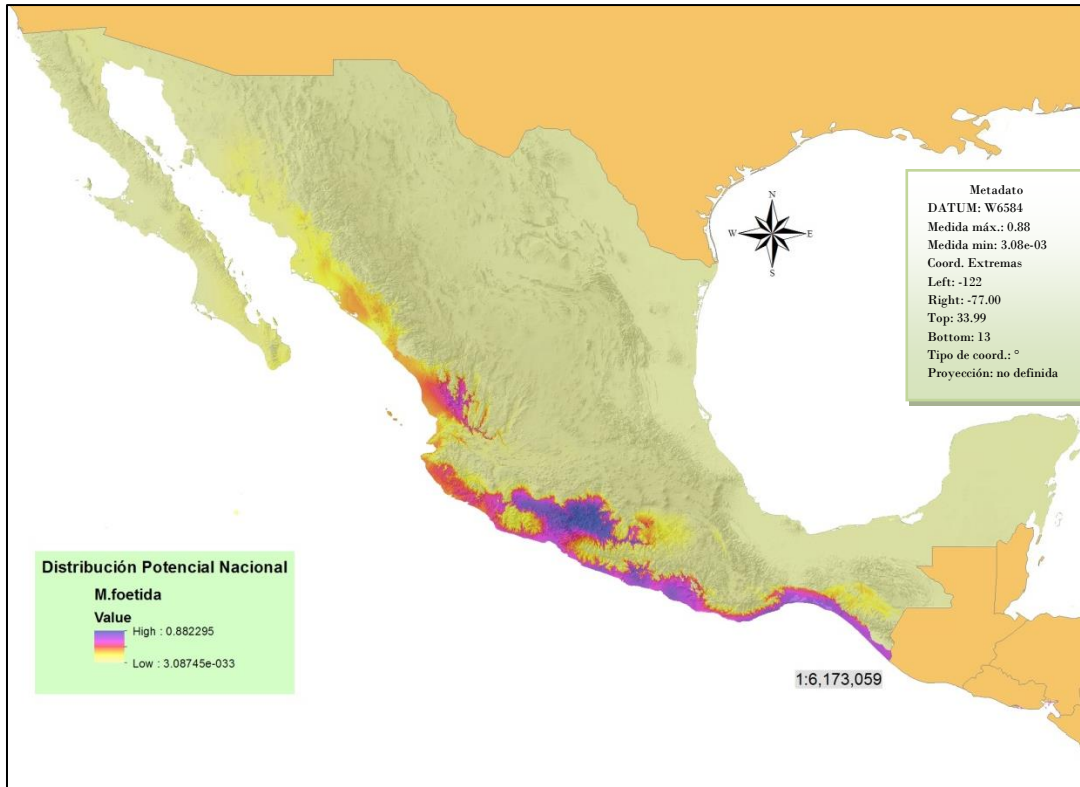 N
W
E
S
Metadato
DATUM: W6584
Medida máx.: 0.88
Medida min: 3.08e-03
Coord. Extremas
Left: -122
Right: -77.00
Top: 33.99
Bottom: 13
Tipo de coord.: °
Proyección: no definida
Distribución Potencial Nacional
M.foetida
Value
High : 0.882295
Low : 3.08745e-033
1:6,173,059